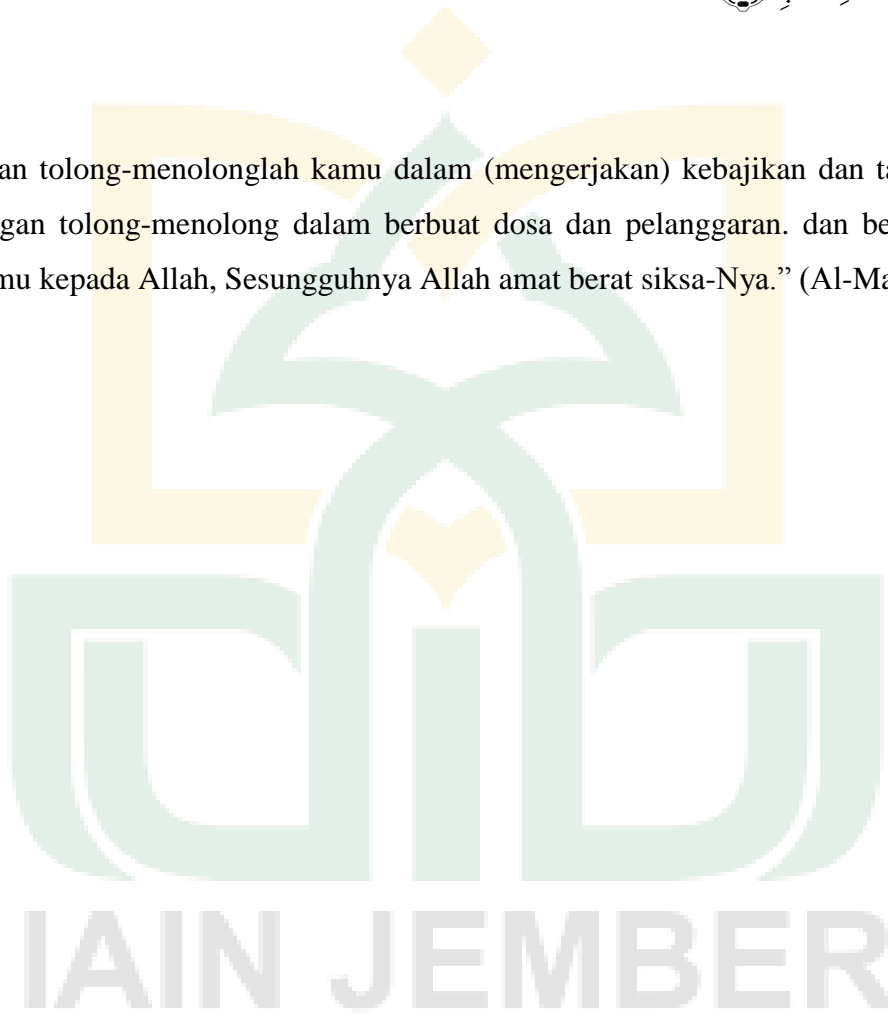 an tolong-menolonglah kamu dalam (mengerjakan) kebajikan dan ta
gan tolong-menolong dalam berbuat dosa dan pelanggaran. dan be
mu kepada Allah, Sesungguhnya Allah amat berat siksa-Nya.” (Al-Ma
IAIN JEMBER